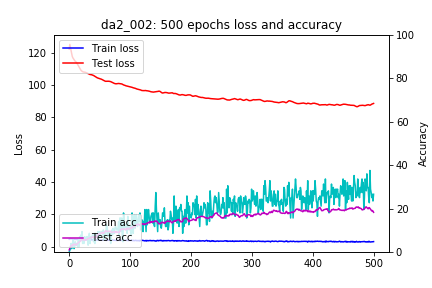 da2_002: 500 epochs loss and accuracy
Train loss
Test loss
Train acc
Test acc
Loss
Accuracy
0
20
40
60
80
100
120
0
20
40
60
80
100
0
100
200
300
400
500